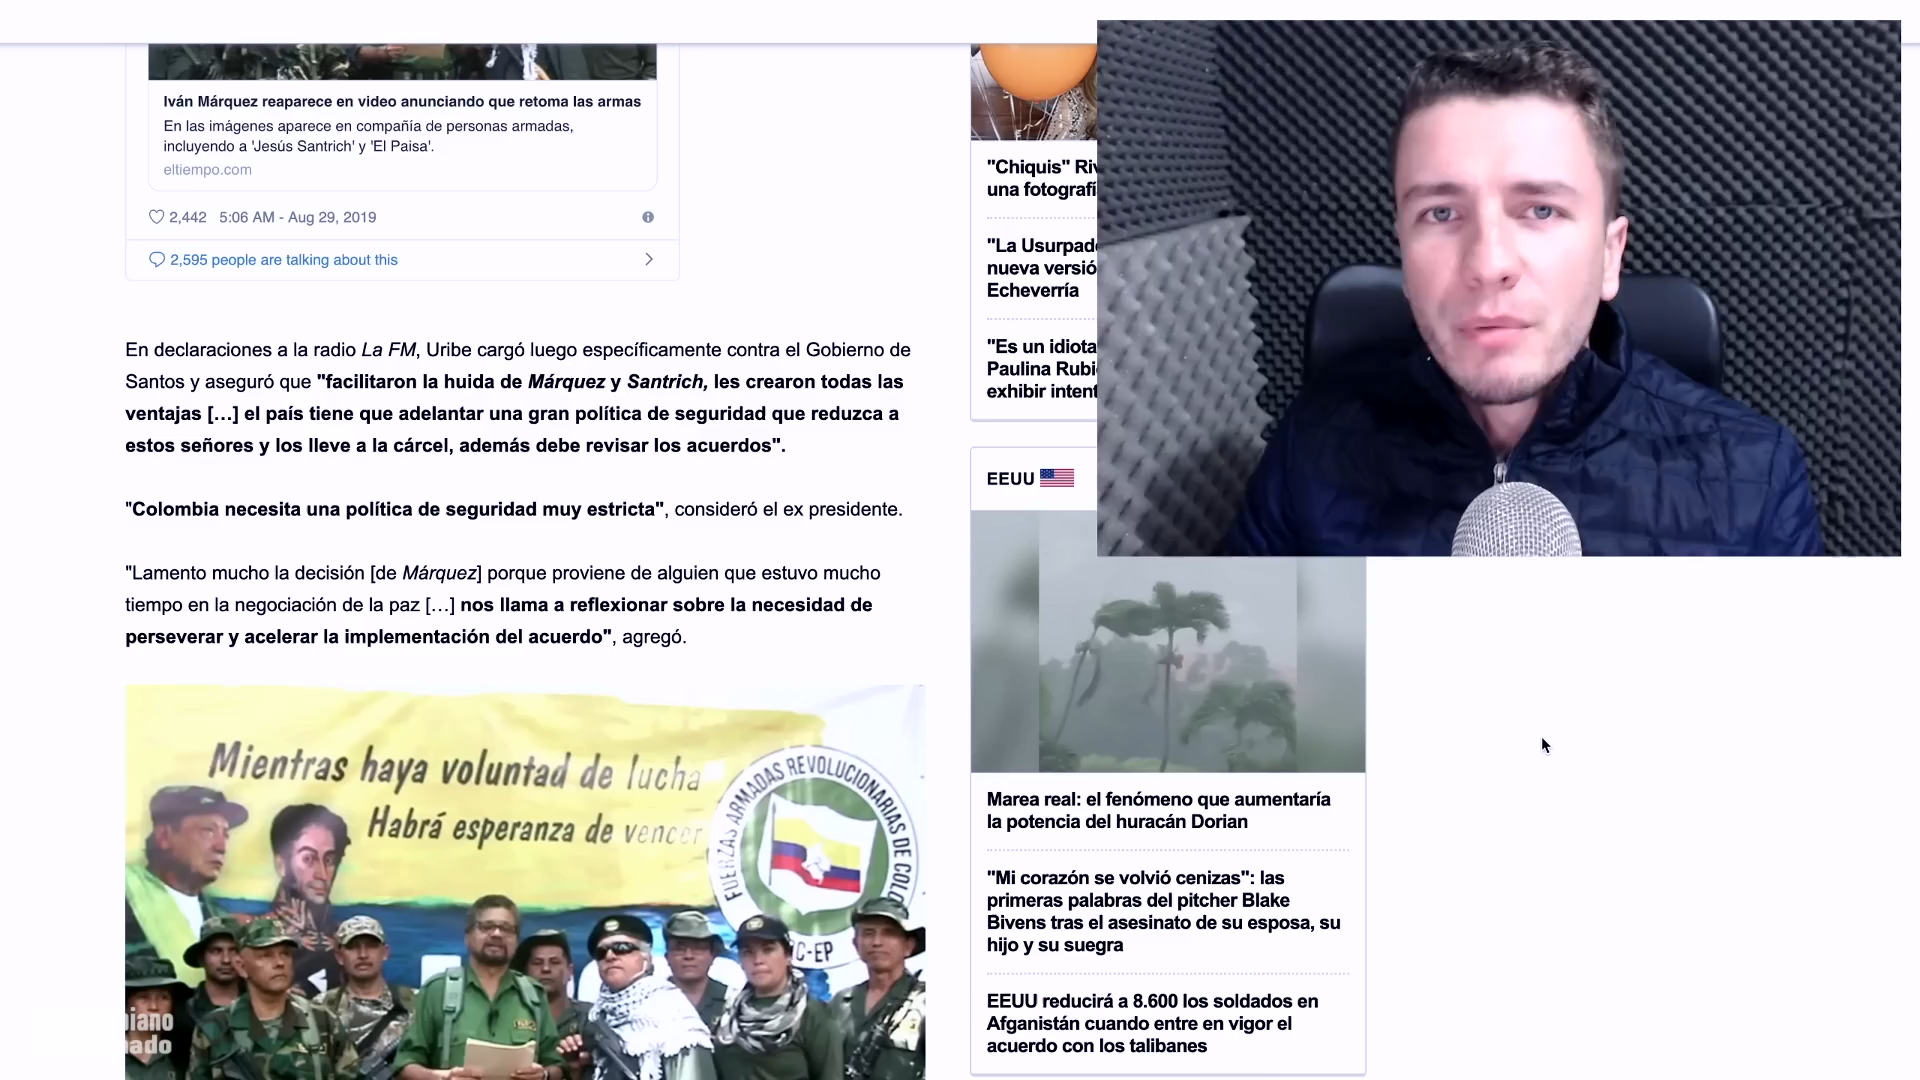 Iván Márquez reaparece en video anunciando que retoma las armas
En las imágenes aparece en compañía de personas armadas,
incluyendo a 'Jesús Santrich' y 'El Paisa'.
eltiempo.com
2,442 5:06 AM - Aug 29, 2019
2,595 people are talking about this
En declaraciones a la radio La FM, Uribe cargó luego específicamente contra el Gobierno de
Santos y aseguró que "facilitaron la huida de Márquez y Santrich, les crearon todas las
ventajas […] el país tiene que adelantar una gran política de seguridad que reduzca a
estos señores y los lleve a la cárcel, además debe revisar los acuerdos".
"Colombia necesita una política de seguridad muy estricta", consideró el ex presidente.
"Lamento mucho la decisión [de Márquez] porque proviene de alguien que estuvo mucho
tiempo en la negociación de la paz […] nos llama a reflexionar sobre la necesidad de
perseverar y acelerar la implementación del acuerdo", agregó.
Mientras haya voluntad de lucha
Habrá esperanza de vencer
FUERZAS ARMADAS REVOLUCIONARIAS DE COLO
C-EP
biano
nado
"Chiquis" Riv
una fotografí
"La Usurpado
nueva versió
Echeverría
"Es un idiota
Paulina Rubi
exhibir intent
EEUU
Marea real: el fenómeno que aumentaría
la potencia del huracán Dorian
"Mi corazón se volvió cenizas": las
primeras palabras del pitcher Blake
Bivens tras el asesinato de su esposa, su
hijo y su suegra
EEUU reducirá a 8.600 los soldados en
Afganistán cuando entre en vigor el
acuerdo con los talibanes